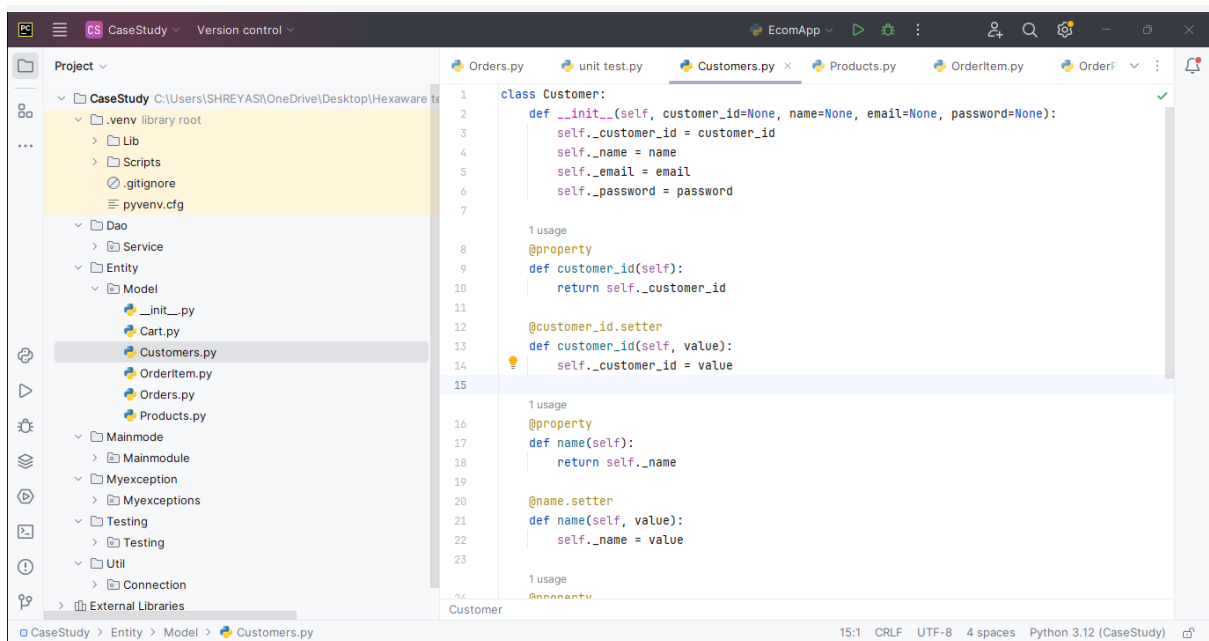 PC CS CaseStudy Version control EcomApp
Project
Orders.py unit test.py Customers.py Products.py OrderItem.py
CaseStudy C:\Users\SHREYASI\OneDrive\Desktop\Hexaware te
.venv library root
Lib
Scripts
.gitignore
pyvenv.cfg
Dao
Service
Entity
Model
__init__.py
Cart.py
Customers.py
OrderItem.py
Orders.py
Products.py
Mainmode
Mainmodule
Myexception
Myexceptions
Testing
Testing
Util
Connection
External Libraries
1 class Customer:
2 def __init__(self, customer_id=None, name=None, email=None, password=None):
3 self._customer_id = customer_id
4 self._name = name
5 self._email = email
6 self._password = password
7
1 usage
8 @property
9 def customer_id(self):
10 return self._customer_id
11
12 @customer_id.setter
13 def customer_id(self, value):
14 self._customer_id = value
15
1 usage
16 @property
17 def name(self):
18 return self._name
19
20 @name.setter
21 def name(self, value):
22 self._name = value
23
1 usage
Customer
CaseStudy > Entity > Model > Customers.py 15:1 CRLF UTF-8 4 spaces Python 3.12 (CaseStudy)